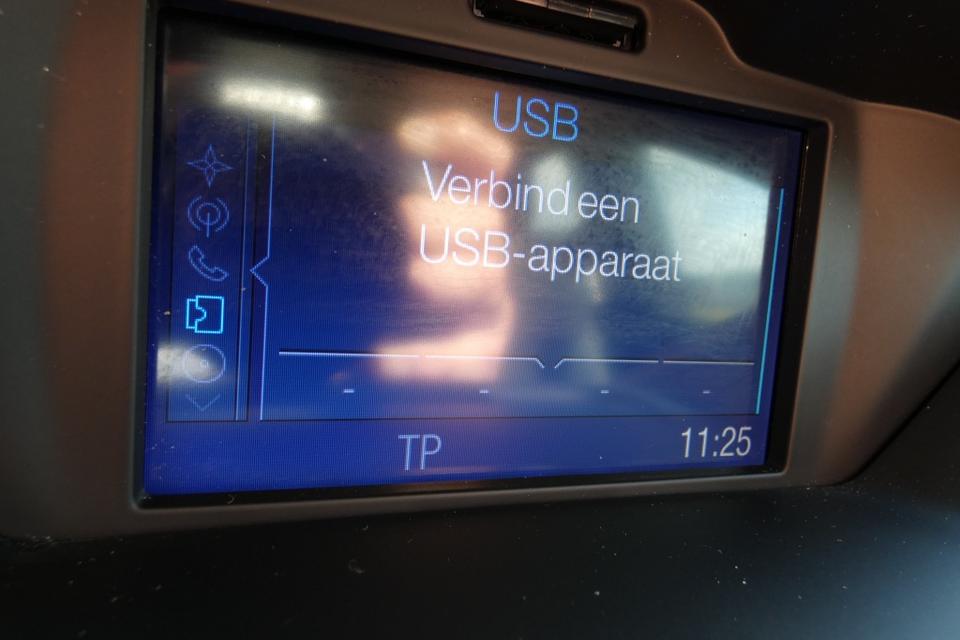 USB
Verbind een
USB-apparaat
- - - -
TP 11:25